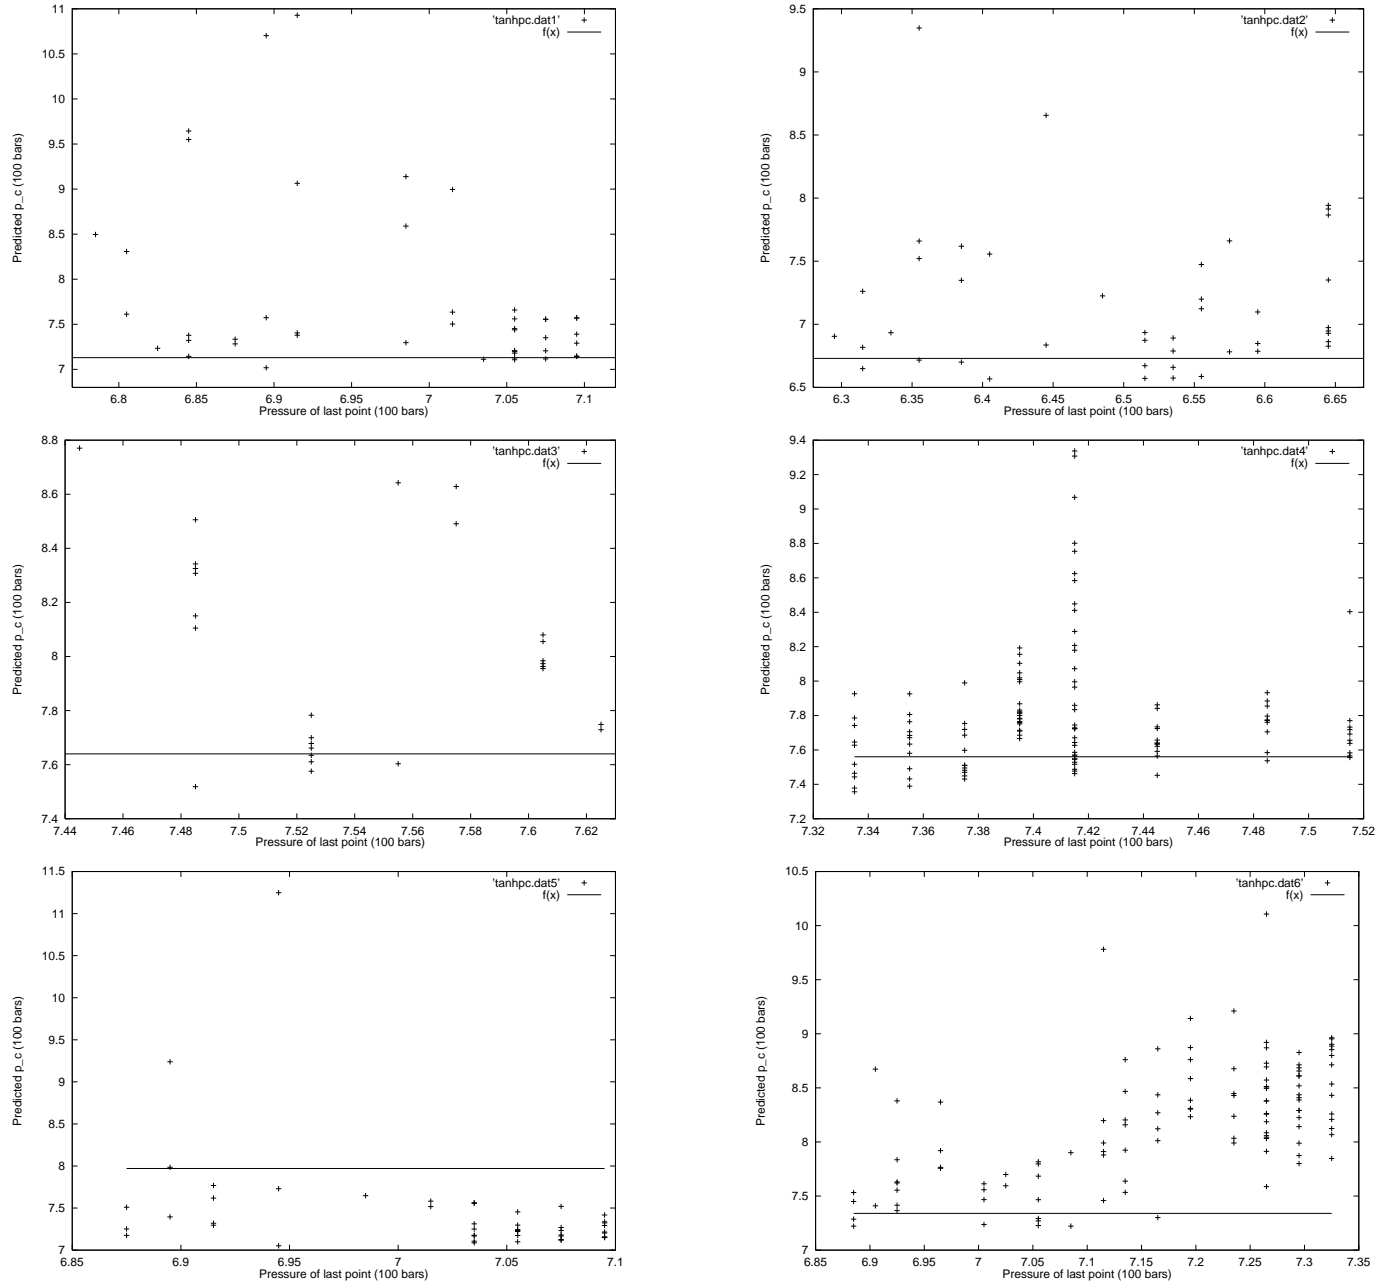 'tanhpc.dat1'
f(x)
Predicted p_c (100 bars)
11
10.5
10
9.5
9
8.5
8
7.5
7
6.8 6.85 6.9 6.95 7 7.05 7.1
Pressure of last point (100 bars)
'tanhpc.dat2'
f(x)
Predicted p_c (100 bars)
9.5
9
8.5
8
7.5
7
6.5
6.3 6.35 6.4 6.45 6.5 6.55 6.6 6.65
Pressure of last point (100 bars)
'tanhpc.dat3'
f(x)
Predicted p_c (100 bars)
8.8
8.6
8.4
8.2
8
7.8
7.6
7.4
7.44 7.46 7.48 7.5 7.52 7.54 7.56 7.58 7.6 7.62
Pressure of last point (100 bars)
'tanhpc.dat4'
f(x)
Predicted p_c (100 bars)
9.4
9.2
9
8.8
8.6
8.4
8.2
8
7.8
7.6
7.4
7.2
7.32 7.34 7.36 7.38 7.4 7.42 7.44 7.46 7.48 7.5 7.52
Pressure of last point (100 bars)
'tanhpc.dat5'
f(x)
Predicted p_c (100 bars)
11.5
11
10.5
10
9.5
9
8.5
8
7.5
7
6.85 6.9 6.95 7 7.05 7.1
Pressure of last point (100 bars)
'tanhpc.dat6'
f(x)
Predicted p_c (100 bars)
10.5
10
9.5
9
8.5
8
7.5
7
6.85 6.9 6.95 7 7.05 7.1 7.15 7.2 7.25 7.3 7.35
Pressure of last point (100 bars)